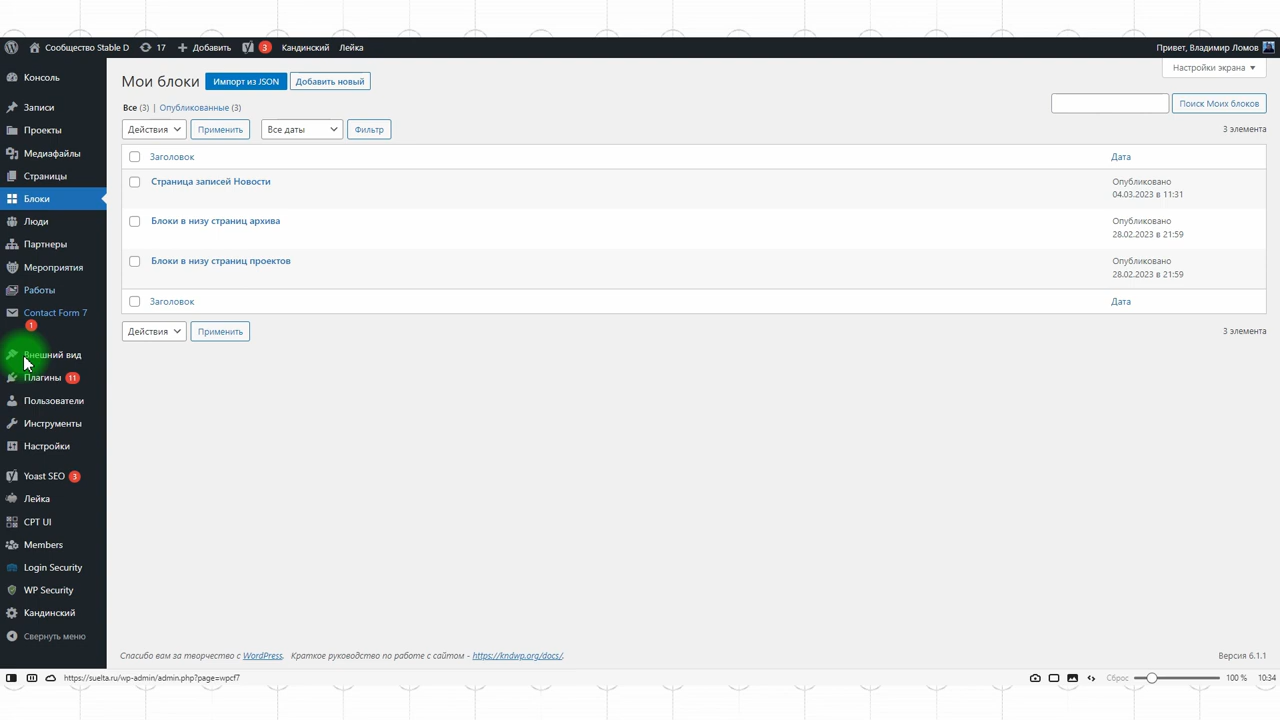 Сообщество Stable D 17 Добавить 3 Кандинский Лейка Привет, Владимир Ломов
Консоль
Записи
Проекты
Медиафайлы
Страницы
Блоки
Люди
Партнеры
Мероприятия
Работы
Contact Form 7
1
Внешний вид
Плагины 11
Пользователи
Инструменты
Настройки
Yoast SEO 3
Лейка
CPT UI
Members
Login Security
WP Security
Кандинский
Свернуть меню
Настройки экрана
Мои блоки Импорт из JSON Добавить новый
Все (3) | Опубликованные (3)
Поиск Моих блоков
Действия Применить Все даты Фильтр 3 элемента
Заголовок Дата
Страница записей Новости Опубликовано
04.03.2023 в 11:31
Блоки в низу страниц архива Опубликовано
28.02.2023 в 21:59
Блоки в низу страниц проектов Опубликовано
28.02.2023 в 21:59
Заголовок Дата
Действия Применить 3 элемента
Спасибо вам за творчество с WordPress. Краткое руководство по работе с сайтом - https://kndwp.org/docs/. Версия 6.1.1
https://suelta.ru/wp-admin/admin.php?page=wpcf7 Сброс 100 % 10:34